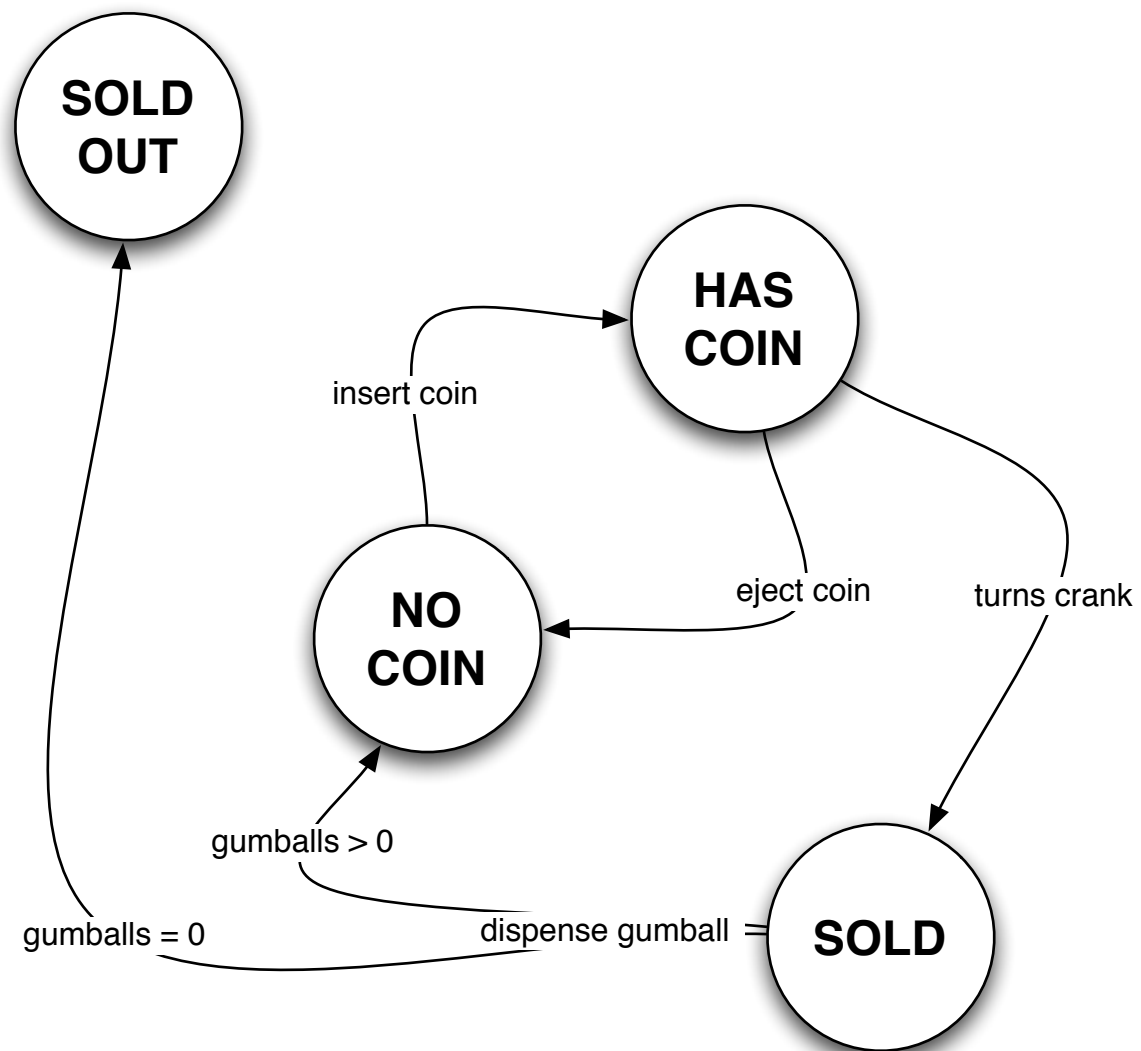 SOLD
OUT
HAS
COIN
insert coin
eject coin
turns crank
NO
COIN
gumballs > 0
gumballs = 0
dispense gumball
SOLD